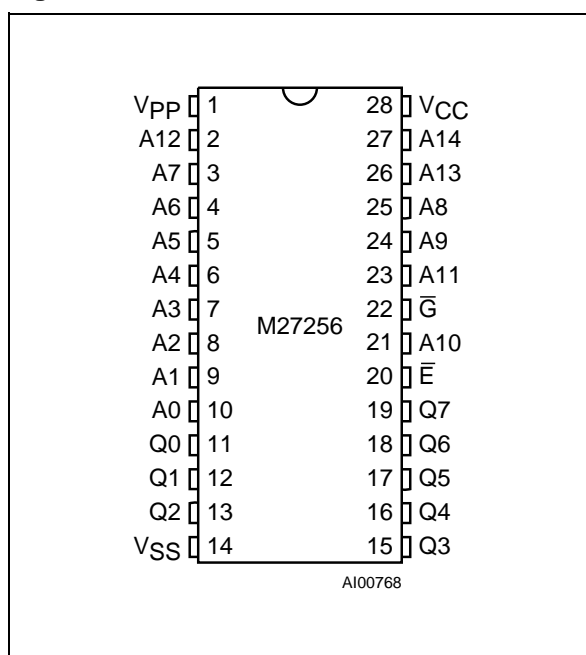 VPP 1 28 VCC
A12 2 27 A14
A7 3 26 A13
A6 4 25 A8
A5 5 24 A9
A4 6 23 A11
A3 7 22 G̅
M27256
A2 8 21 A10
A1 9 20 E̅
A0 10 19 Q7
Q0 11 18 Q6
Q1 12 17 Q5
Q2 13 16 Q4
VSS 14 15 Q3
AI00768